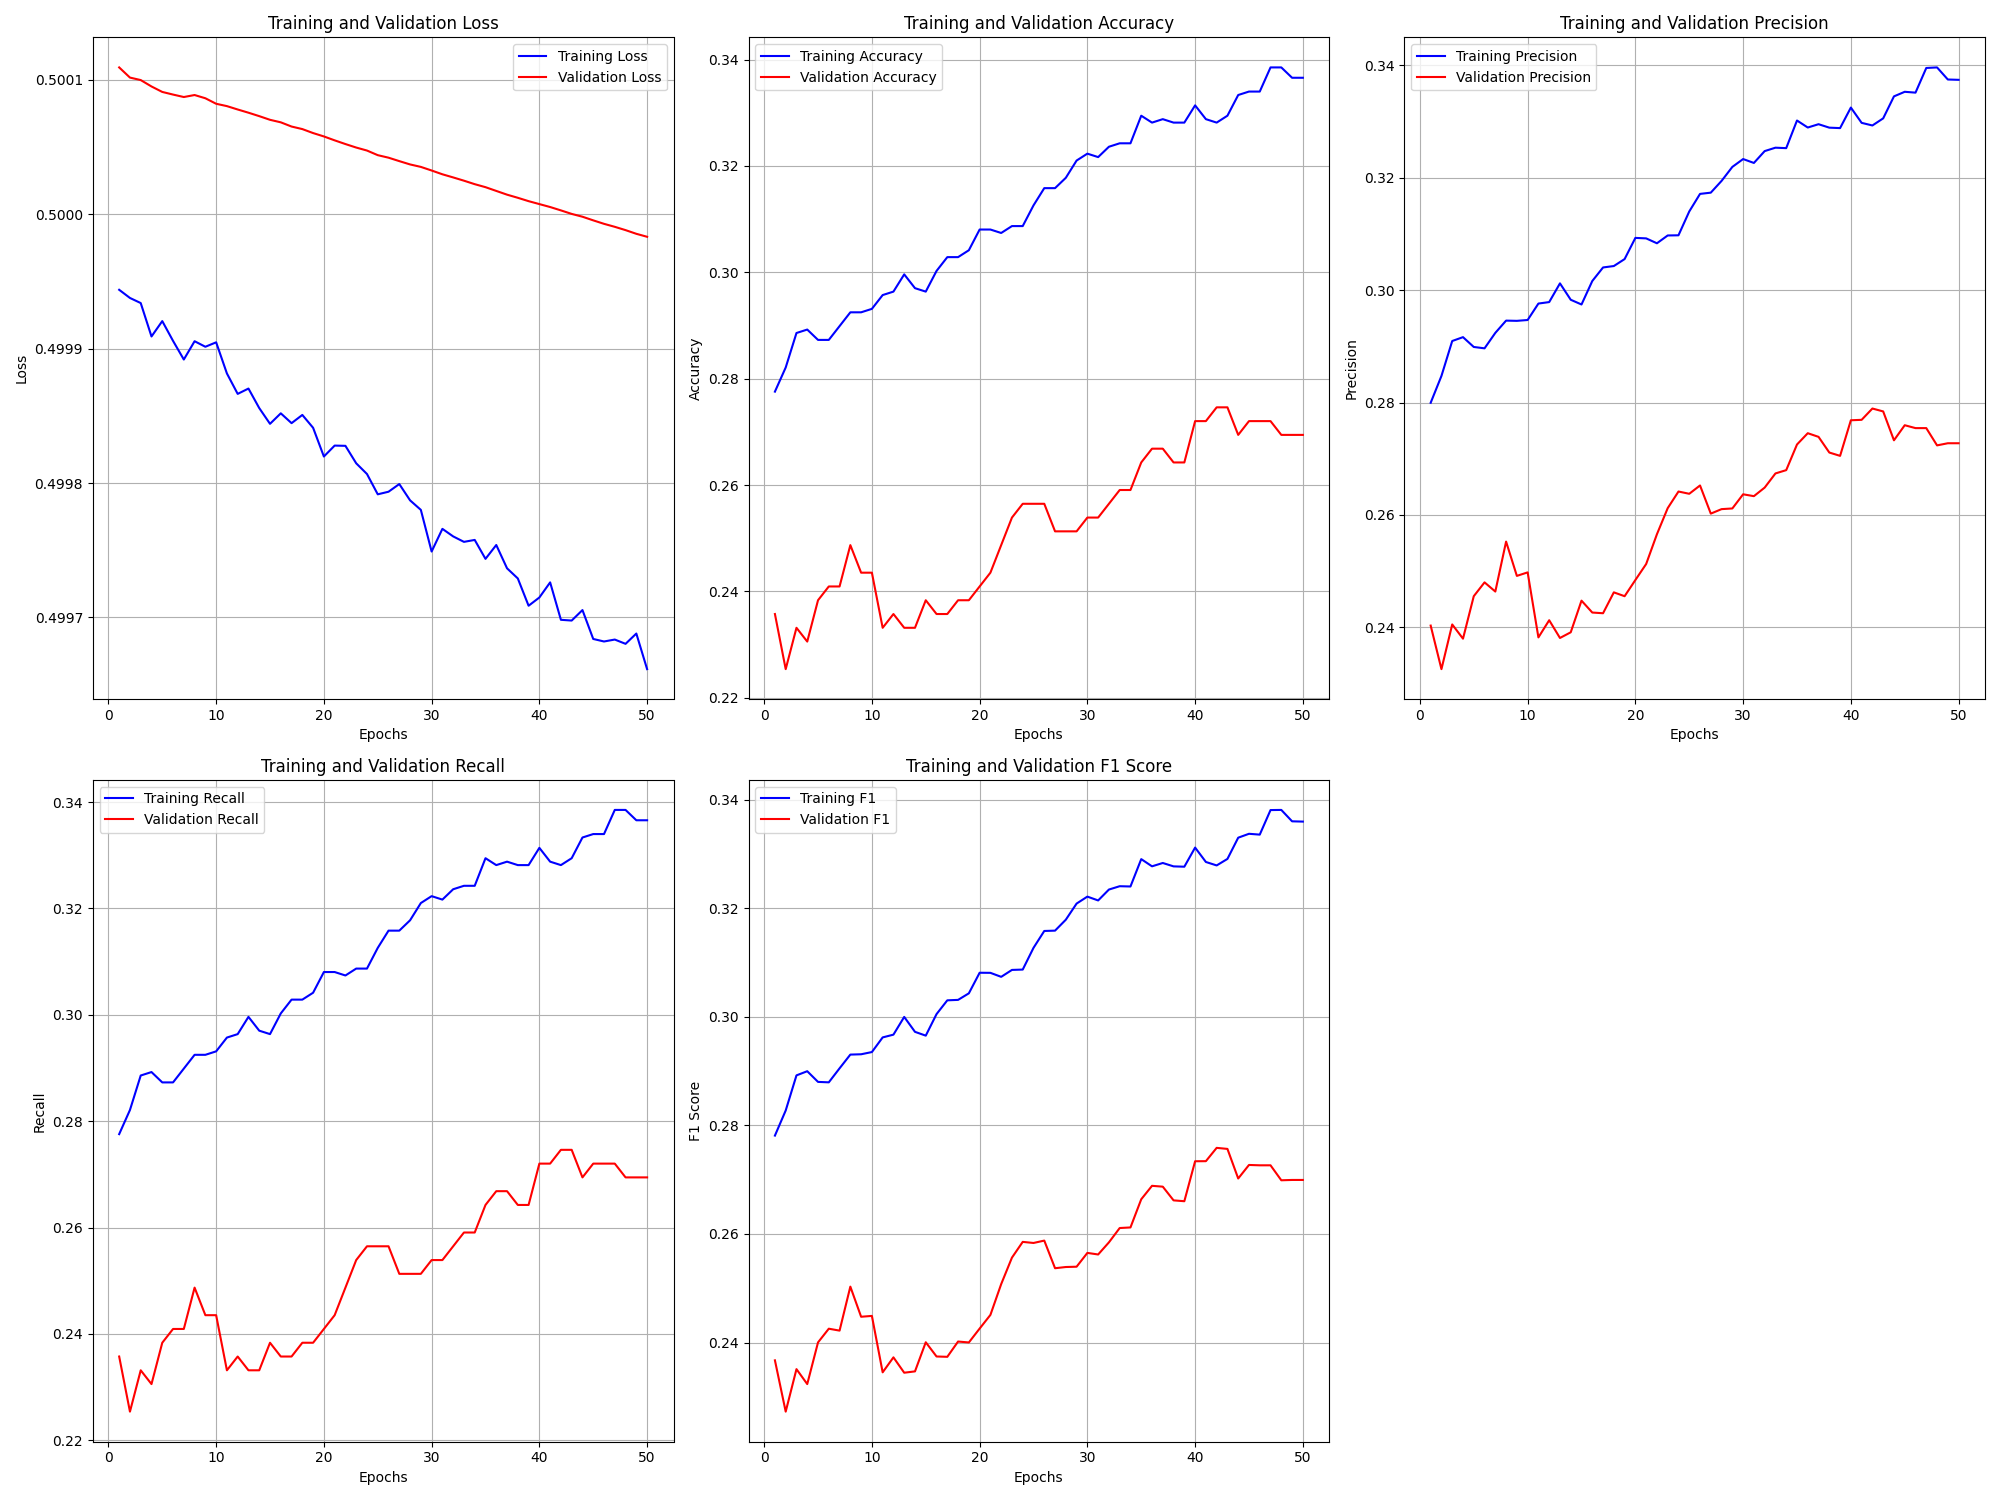 Training and Validation Loss
Training Loss
Validation Loss
0.5001
0.5000
0.4999
0.4998
0.4997
Loss
0 10 20 30 40 50
Epochs
Training and Validation Accuracy
Training Accuracy
Validation Accuracy
0.34
0.32
0.30
0.28
0.26
0.24
0.22
Accuracy
0 10 20 30 40 50
Epochs
Training and Validation Precision
Training Precision
Validation Precision
0.34
0.32
0.30
0.28
0.26
0.24
Precision
0 10 20 30 40 50
Epochs
Training and Validation Recall
Training Recall
Validation Recall
0.34
0.32
0.30
0.28
0.26
0.24
0.22
Recall
0 10 20 30 40 50
Epochs
Training and Validation F1 Score
Training F1
Validation F1
0.34
0.32
0.30
0.28
0.26
0.24
F1 Score
0 10 20 30 40 50
Epochs